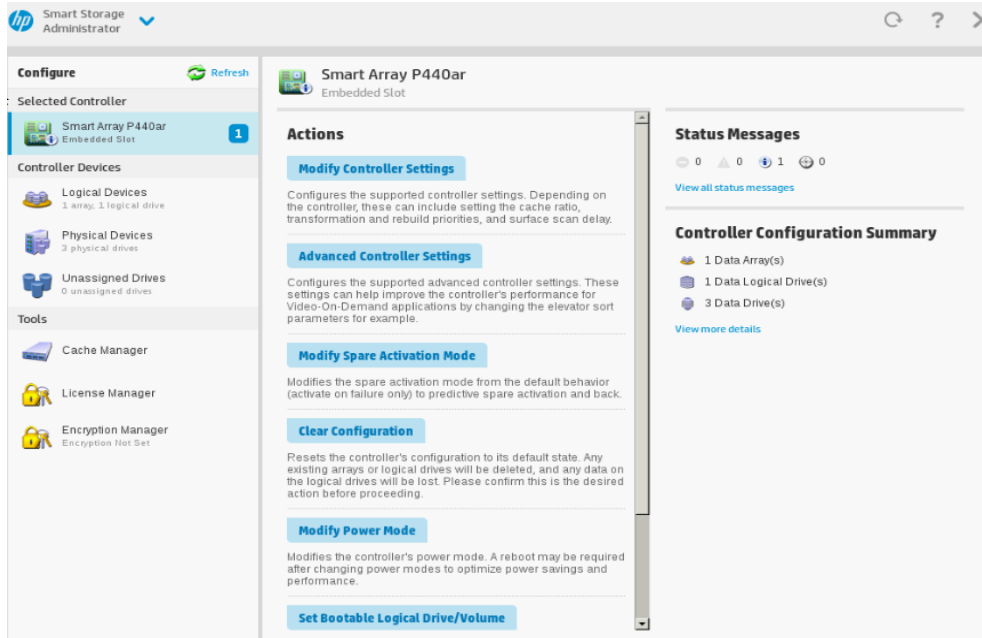 hp
Smart Storage
Administrator
?
Configure
Refresh
Selected Controller
Smart Array P440ar
Embedded Slot
1
Controller Devices
Logical Devices
1 array, 1 logical drive
Physical Devices
3 physical drives
Unassigned Drives
0 unassigned drives
Tools
Cache Manager
License Manager
Encryption Manager
Encryption Not Set
Smart Array P440ar
Embedded Slot
Actions
Modify Controller Settings
Configures the supported controller settings. Depending on
the controller, these can include setting the cache ratio,
transformation and rebuild priorities, and surface scan delay.
Advanced Controller Settings
Configures the supported advanced controller settings. These
settings can help improve the controller's performance for
Video-On-Demand applications by changing the elevator sort
parameters for example.
Modify Spare Activation Mode
Modifies the spare activation mode from the default behavior
(activate on failure only) to predictive spare activation and back.
Clear Configuration
Resets the controller's configuration to its default state. Any
existing arrays or logical drives will be deleted, and any data on
the logical drives will be lost. Please confirm this is the desired
action before proceeding.
Modify Power Mode
Modifies the controller's power mode. A reboot may be required
after changing power modes to optimize power savings and
performance.
Set Bootable Logical Drive/Volume
Status Messages
0 0 1 0
View all status messages
Controller Configuration Summary
1 Data Array(s)
1 Data Logical Drive(s)
3 Data Drive(s)
View more details